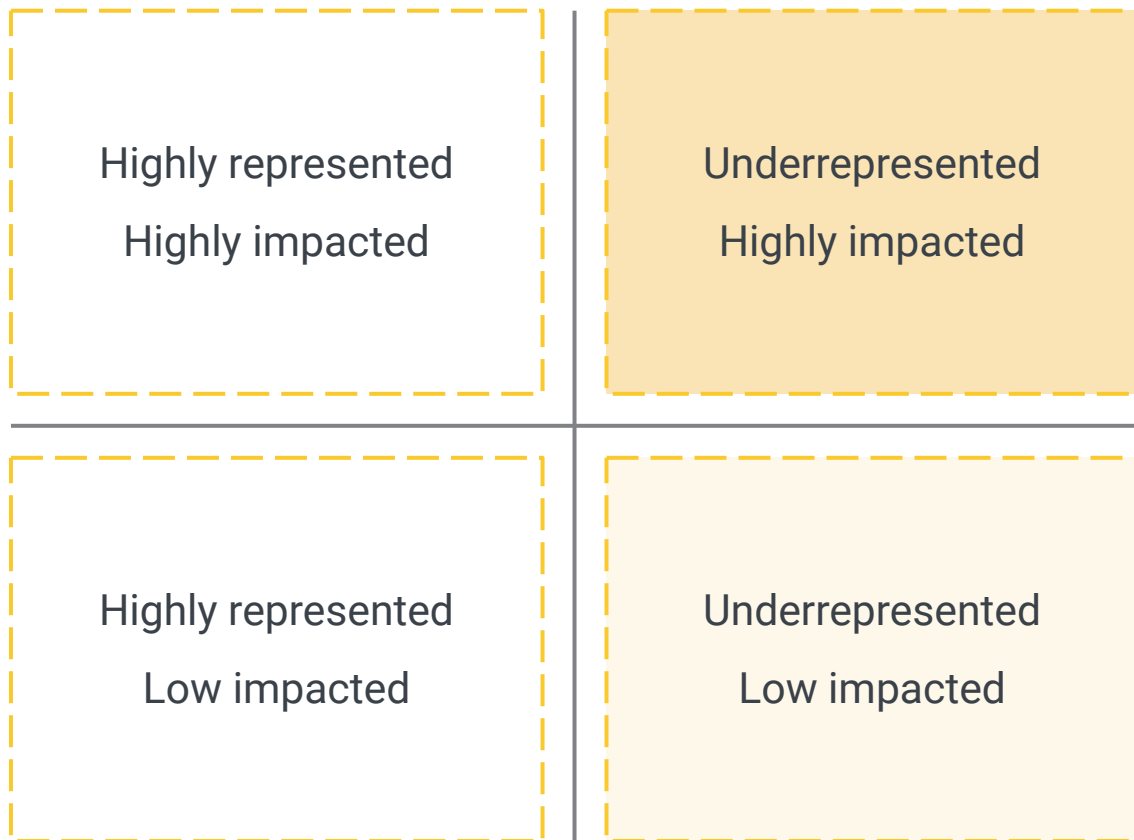 Highly represented
Highly impacted
Underrepresented
Highly impacted
Highly represented
Low impacted
Underrepresented
Low impacted